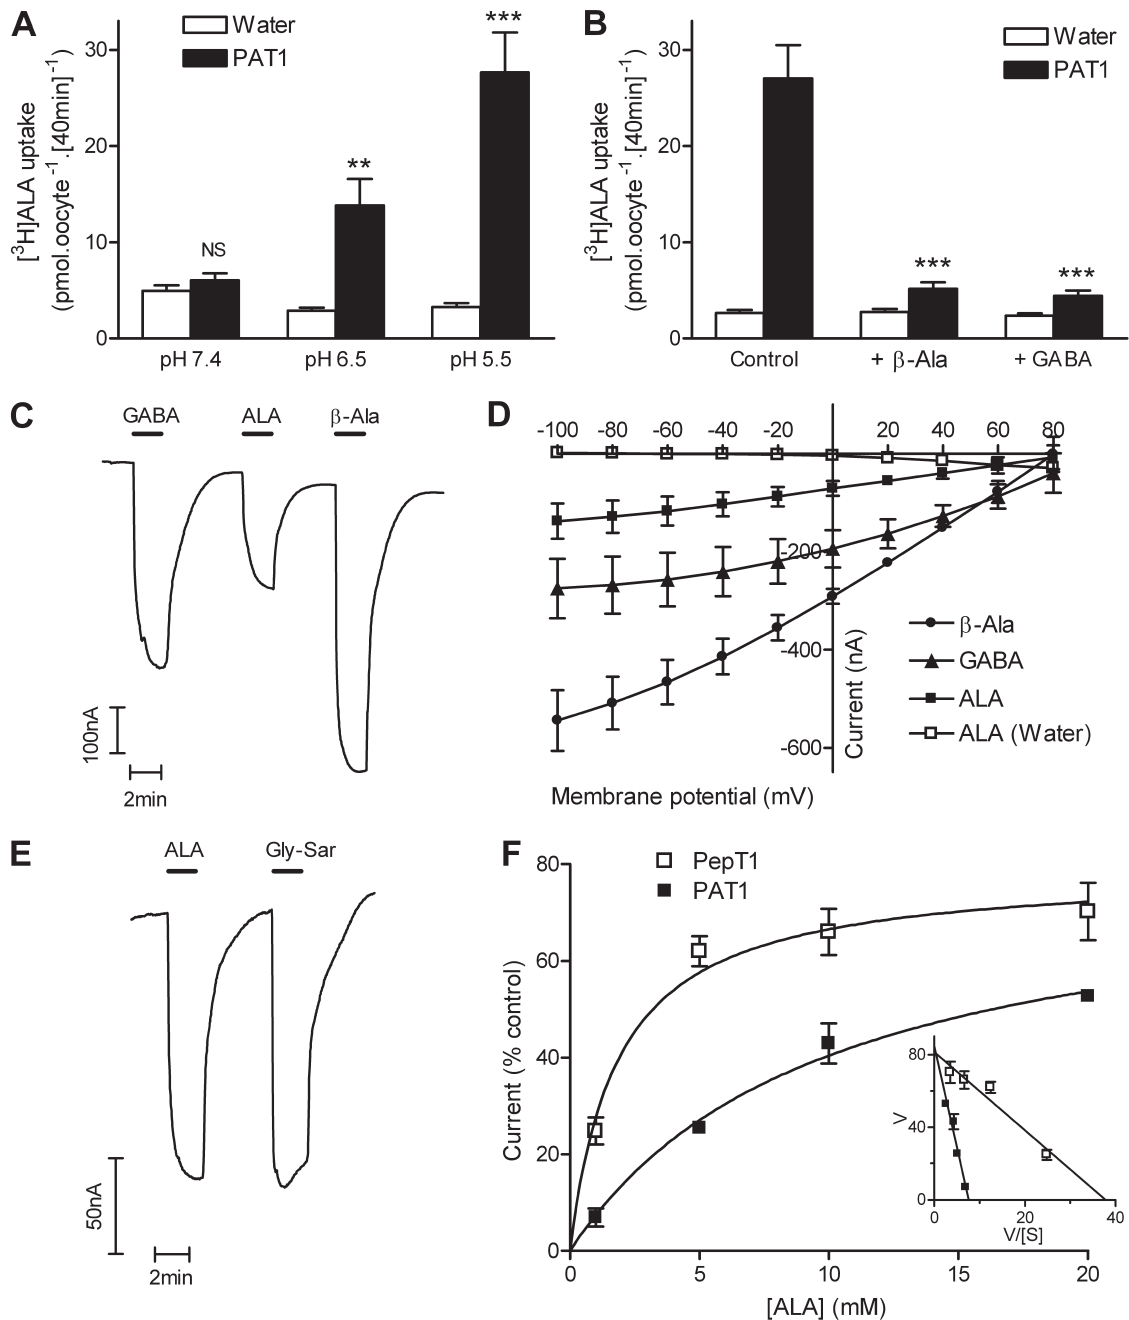 A
Water
PAT1
[³H]ALA uptake
(pmol.oocyte⁻¹.[40min]⁻¹)
30
20
10
0
NS
**
***
pH 7.4
pH 6.5
pH 5.5
B
Water
PAT1
[³H]ALA uptake
(pmol.oocyte⁻¹.[40min]⁻¹)
30
20
10
0
***
***
Control
+ β-Ala
+ GABA
C
GABA
ALA
β-Ala
100nA
2min
D
-100
-80
-60
-40
-20
20
40
60
80
-200
-400
-600
Current (nA)
Membrane potential (mV)
β-Ala
GABA
ALA
ALA (Water)
E
ALA
Gly-Sar
50nA
2min
F
PepT1
PAT1
Current (% control)
80
60
40
20
0
0
5
10
15
20
[ALA] (mM)
V
80
40
0
0
20
40
V/[S]